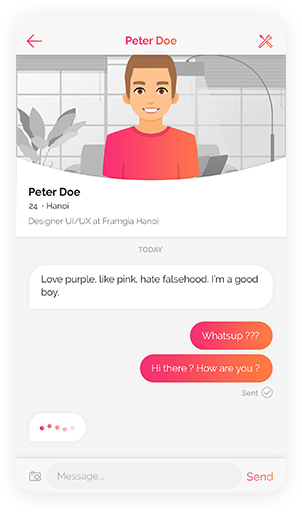 Peter Doe
Peter Doe
24 • Hanoi
Designer UI/UX at Framgia Hanoi
TODAY
Love purple, like pink, hate falsehood. I'm a good
boy.
Whatsup ???
Hi there ? How are you ?
Sent
Message...
Send